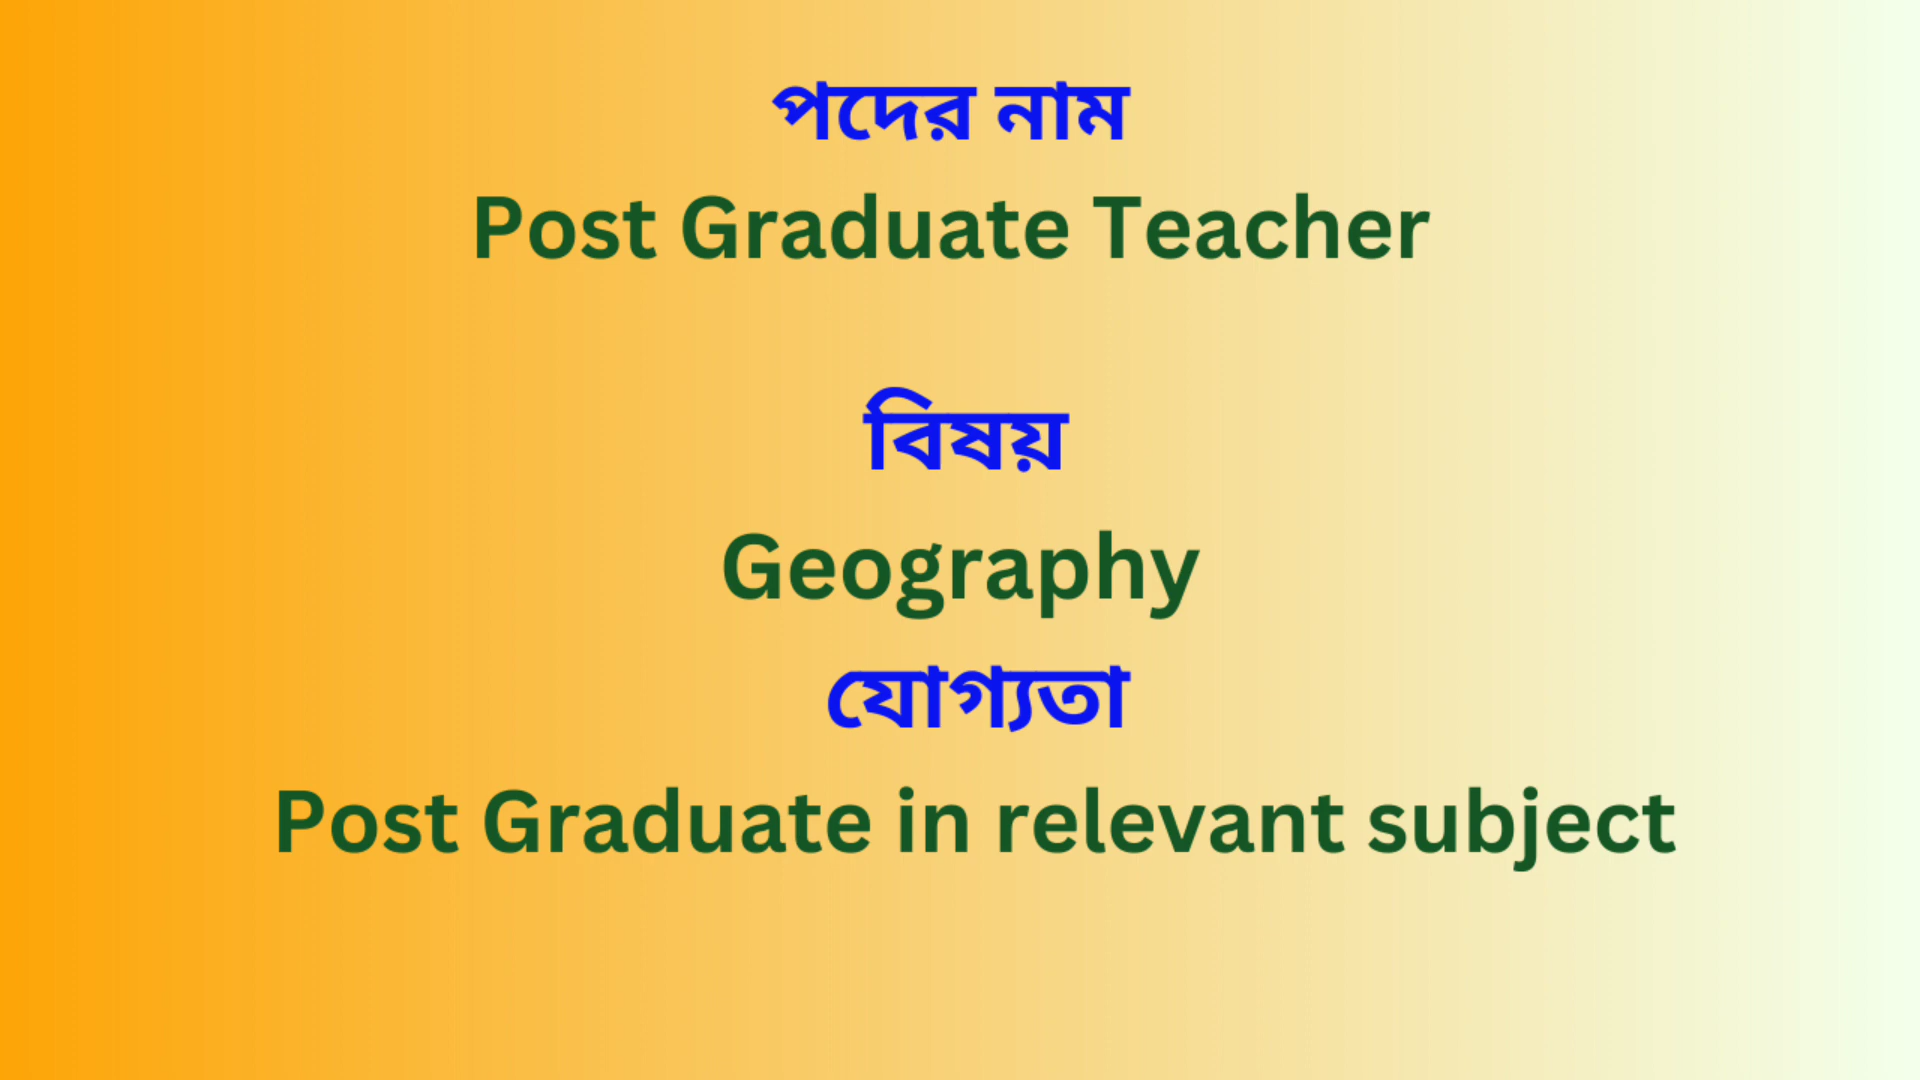 পদের নাম
Post Graduate Teacher
বিষয়
Geography
যোগ্যতা
Post Graduate in relevant subject